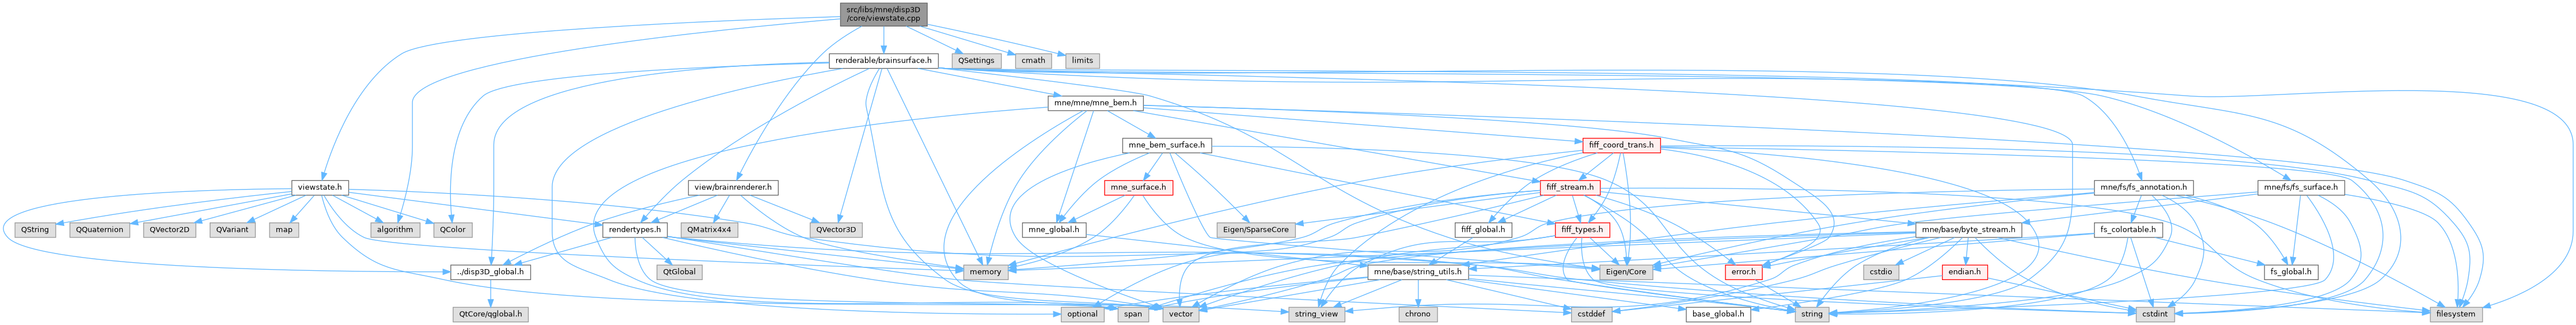 src/libs/mne/disp3D
/core/viewstate.cpp
renderable/brainsurface.h
QSettings
cmath
limits
mne/mne/mne_bem.h
mne_bem_surface.h
fiff_coord_trans.h
viewstate.h
view/brainrenderer.h
mne_surface.h
fiff_stream.h
mne/fs/fs_annotation.h
mne/fs/fs_surface.h
QString
QQuaternion
QVector2D
QVariant
map
algorithm
QColor
rendertypes.h
QMatrix4x4
QVector3D
mne_global.h
Eigen/SparseCore
fiff_global.h
fiff_types.h
mne/base/byte_stream.h
fs_colortable.h
../disp3D_global.h
QtGlobal
memory
mne/base/string_utils.h
Eigen/Core
error.h
cstdio
endian.h
fs_global.h
QtCore/qglobal.h
optional
span
vector
string_view
chrono
cstddef
base_global.h
string
cstdint
filesystem